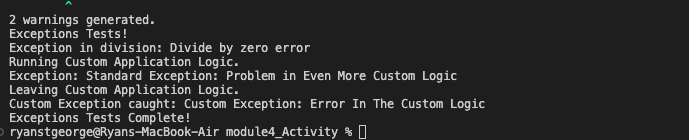 ^
2 warnings generated.
Exceptions Tests!
Exception in division: Divide by zero error
Running Custom Application Logic.
Exception: Standard Exception: Problem in Even More Custom Logic
Leaving Custom Application Logic.
Custom Exception caught: Custom Exception: Error In The Custom Logic
Exceptions Tests Complete!
ryanstgeorge@Ryans-MacBook-Air module4_Activity %